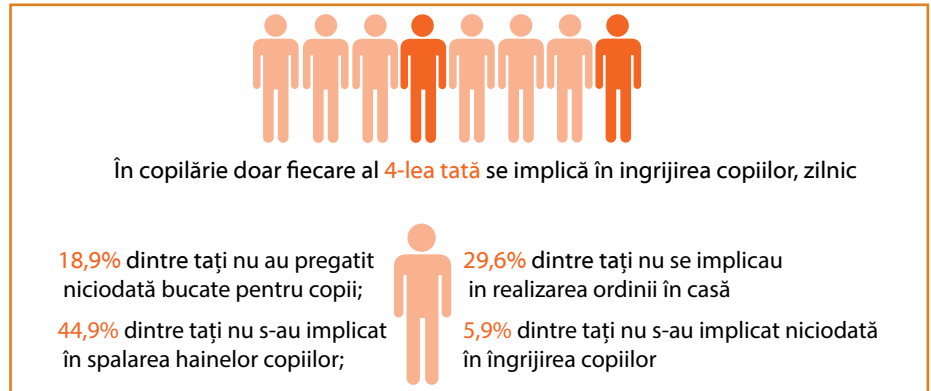 În copilărie doar fiecare al 4-lea tată se implică în ingrijirea copiilor, zilnic
18,9% dintre tați nu au pregatit
niciodată bucate pentru copii;
44,9% dintre tați nu s-au implicat
în spalarea hainelor copiilor;
29,6% dintre tați nu se implicau
in realizarea ordinii în casă
5,9% dintre tați nu s-au implicat niciodată
în îngrijirea copiilor